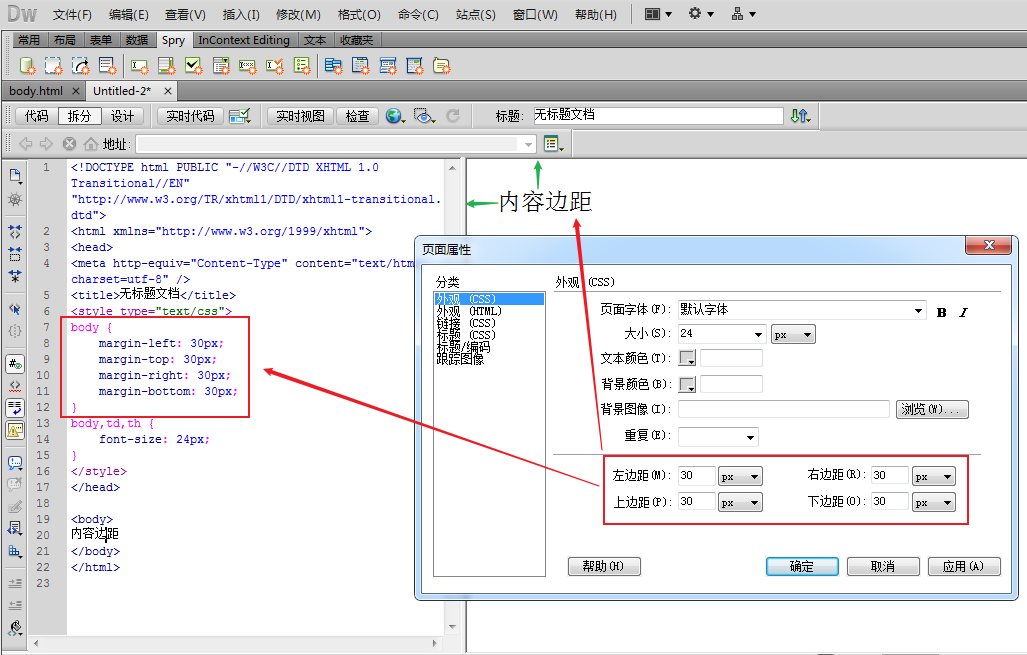 Dw 文件(F) 编辑(E) 查看(V) 插入(I) 修改(M) 格式(O) 命令(C) 站点(S) 窗口(W) 帮助(H)
常用 布局 表单 数据 Spry InContext Editing 文本 收藏夹
body.html × Untitled-2* ×
代码 拆分 设计 实时代码 实时视图 检查 标题: 无标题文档
地址:
1 <!DOCTYPE html PUBLIC "-//W3C//DTD XHTML 1.0
Transitional//EN"
"http://www.w3.org/TR/xhtml1/DTD/xhtml1-transitional.
dtd">
2 <html xmlns="http://www.w3.org/1999/xhtml">
3 <head>
4 <meta http-equiv="Content-Type" content="text/htm
charset=utf-8" />
5 <title>无标题文档</title>
6 <style type="text/css">
7 body {
8 margin-left: 30px;
9 margin-top: 30px;
10 margin-right: 30px;
11 margin-bottom: 30px;
12 }
13 body,td,th {
14 font-size: 24px;
15 }
16 </style>
17 </head>
18
19 <body>
20 内容边距
21 </body>
22 </html>
23
内容边距
页面属性
分类
外观 (CSS)
外观 (HTML)
链接 (CSS)
标题 (CSS)
标题/编码
跟踪图像
外观 (CSS)
页面字体(F): 默认字体 B I
大小(S): 24 px
文本颜色(T):
背景颜色(B):
背景图像(I): 浏览(W)...
重复(E):
左边距(M): 30 px 右边距(R): 30 px
上边距(P): 30 px 下边距(O): 30 px
帮助(H) 确定 取消 应用(A)